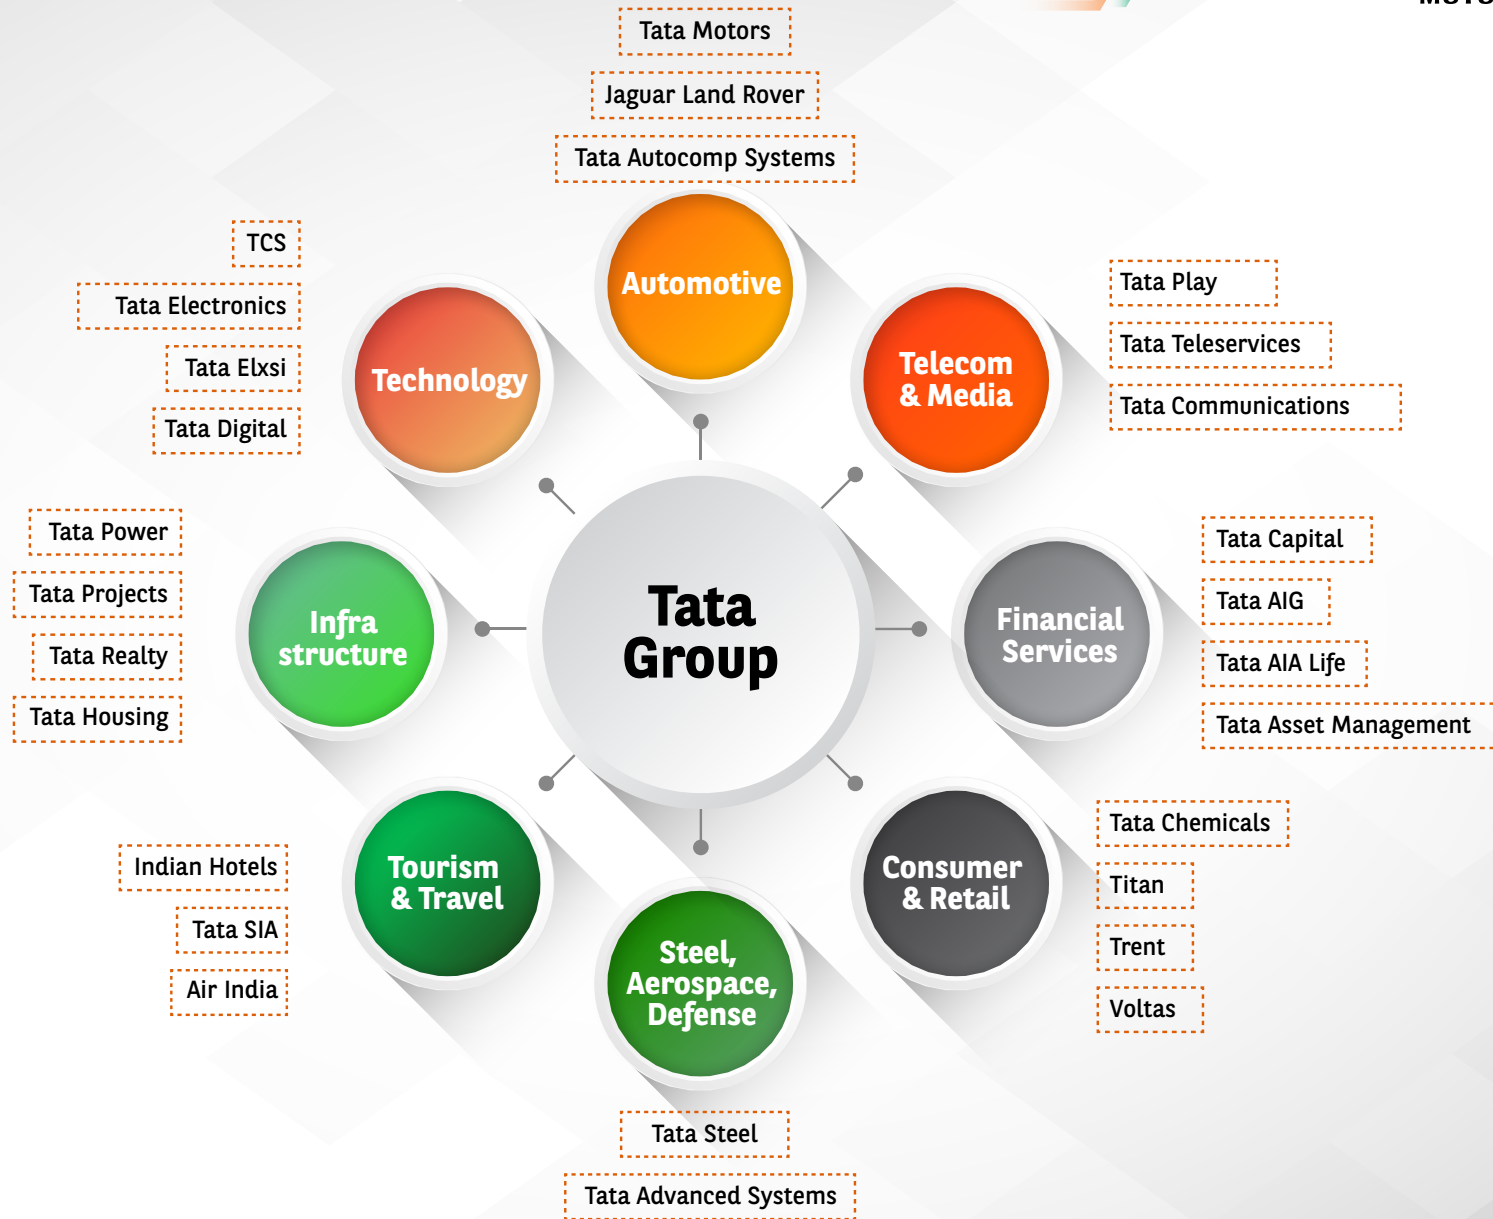 Tata Motors
Jaguar Land Rover
Tata Autocomp Systems
Automotive
TCS
Tata Electronics
Tata Elxsi
Tata Digital
Technology
Tata Play
Tata Teleservices
Tata Communications
Telecom
& Media
Tata Power
Tata Projects
Tata Realty
Tata Housing
Infra
structure
Tata
Group
Financial
Services
Tata Capital
Tata AIG
Tata AIA Life
Tata Asset Management
Indian Hotels
Tata SIA
Air India
Tourism
& Travel
Steel,
Aerospace,
Defense
Consumer
& Retail
Tata Chemicals
Titan
Trent
Voltas
Tata Steel
Tata Advanced Systems